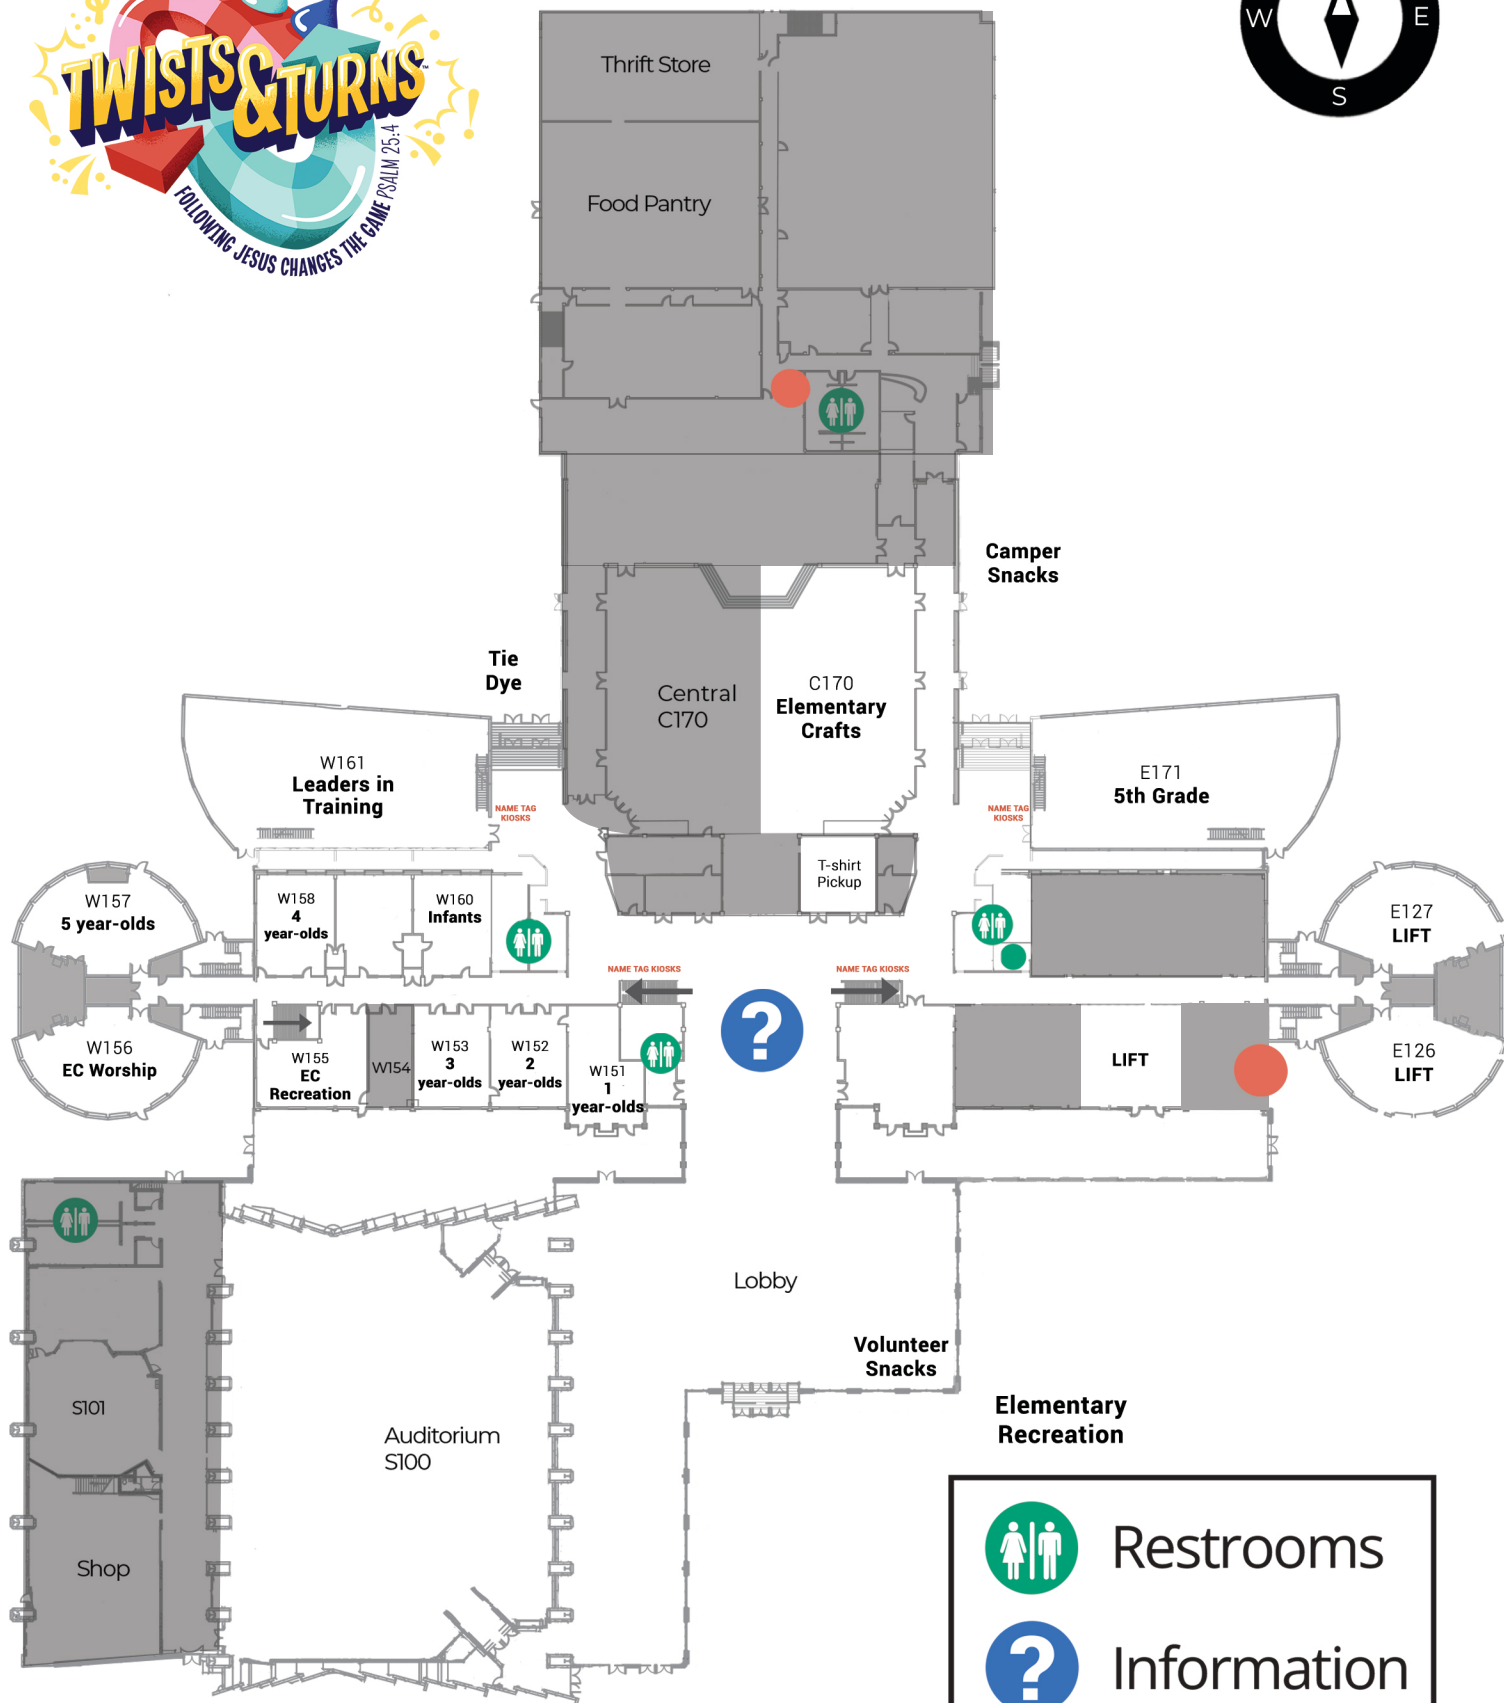 TWISTS & TURNS™
FOLLOWING JESUS CHANGES THE GAME PSALM 25:4
W
E
S
Thrift Store
Food Pantry
Camper
Snacks
Tie
Dye
Central
C170
C170
Elementary
Crafts
W161
Leaders in
Training
E171
5th Grade
NAME TAG
KIOSKS
NAME TAG
KIOSKS
T-shirt
Pickup
W157
5 year-olds
W158
4
year-olds
W160
Infants
E127
LIFT
NAME TAG KIOSKS
NAME TAG KIOSKS
?
W156
EC Worship
W155
EC
Recreation
W154
W153
3
year-olds
W152
2
year-olds
W151
1
year-olds
LIFT
E126
LIFT
Lobby
Volunteer
Snacks
Elementary
Recreation
S101
Auditorium
S100
Shop
Restrooms
?
Information